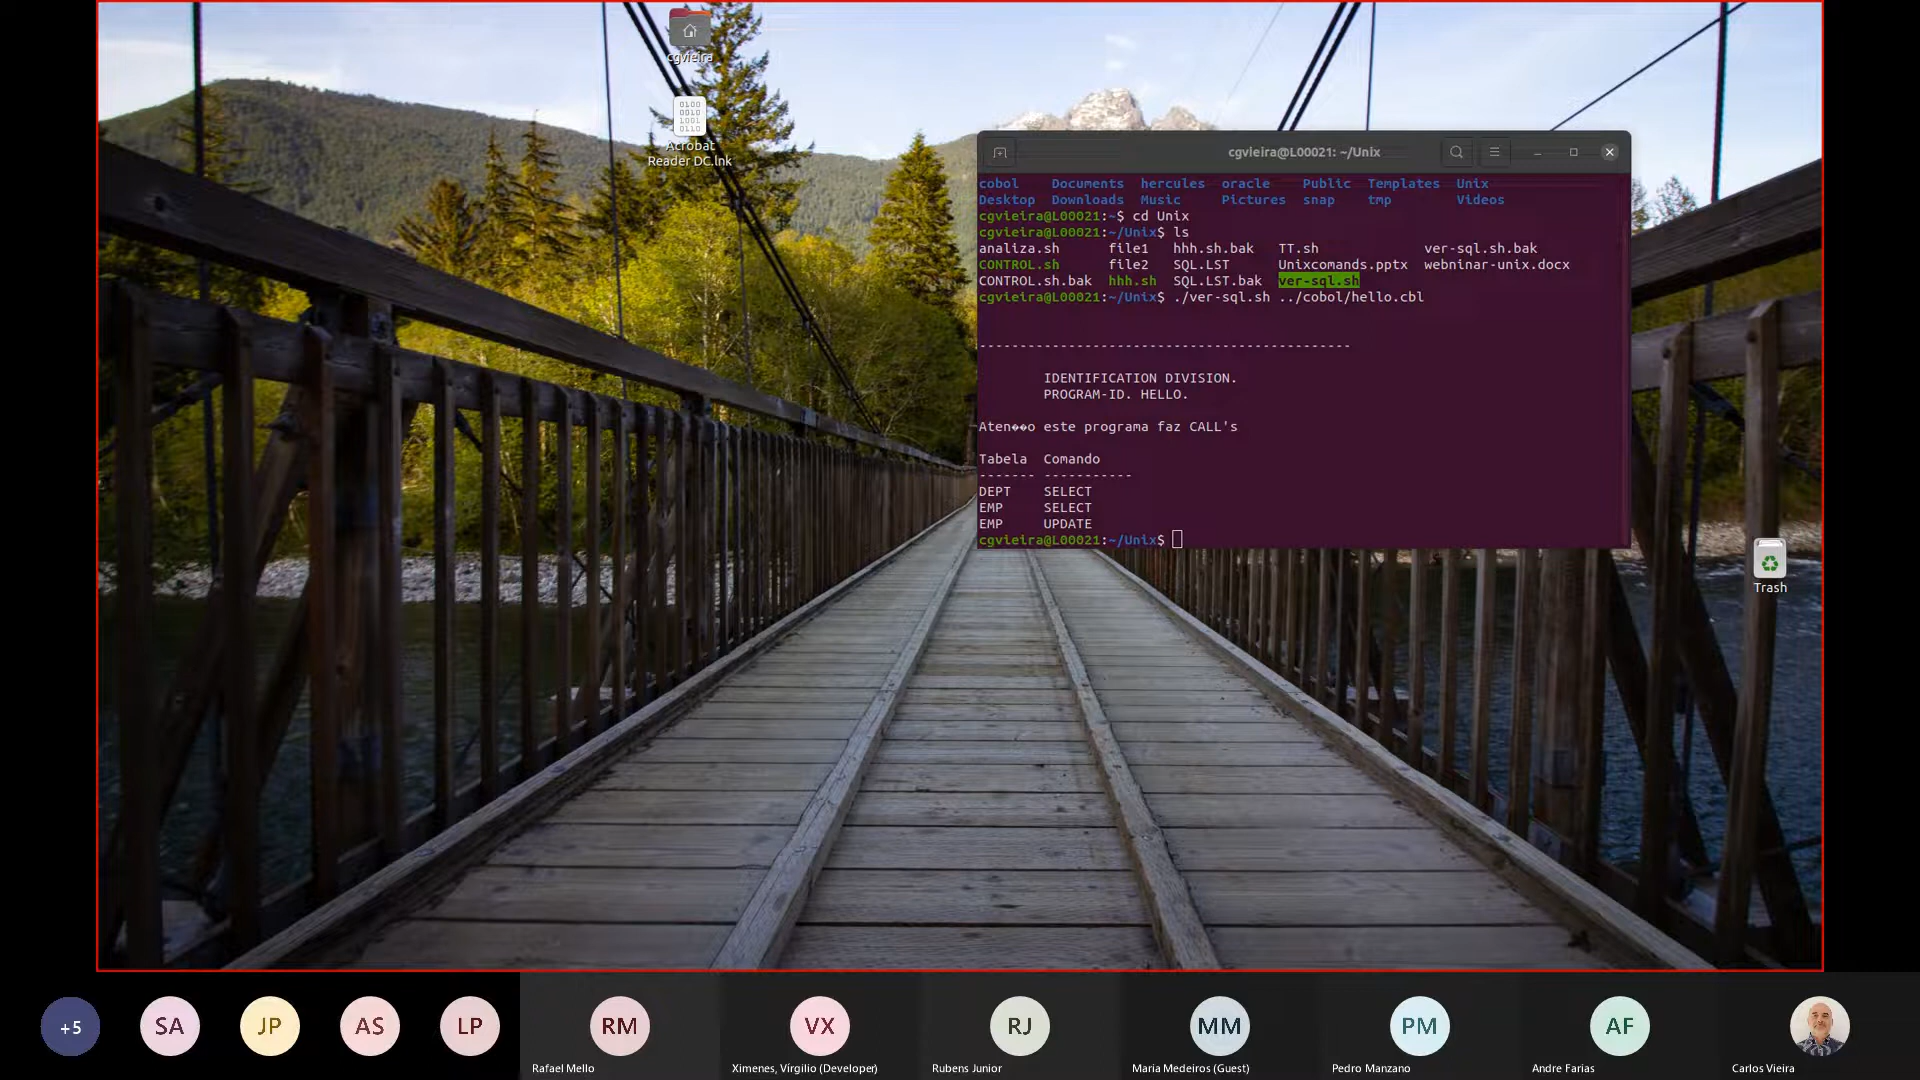 cgvieira
0100
0010
1001
0110
Acrobat
Reader DC.lnk
cgvieira@L00021: ~/Unix
cobol Documents hercules oracle Public Templates Unix
Desktop Downloads Music Pictures snap tmp Videos
cgvieira@L00021:~$ cd Unix
cgvieira@L00021:~/Unix$ ls
analiza.sh file1 hhh.sh.bak TT.sh ver-sql.sh.bak
CONTROL.sh file2 SQL.LST Unixcomands.pptx webninar-unix.docx
CONTROL.sh.bak hhh.sh SQL.LST.bak ver-sql.sh
cgvieira@L00021:~/Unix$ ./ver-sql.sh ../cobol/hello.cbl
----------------------------------------------
IDENTIFICATION DIVISION.
PROGRAM-ID. HELLO.
Aten��o este programa faz CALL's
Tabela Comando
------- -----------
DEPT SELECT
EMP SELECT
EMP UPDATE
cgvieira@L00021:~/Unix$
Trash
+5 SA JP AS LP RM VX RJ MM PM AF
Rafael Mello Ximenes, Vírgilio (Developer) Rubens Junior Maria Medeiros (Guest) Pedro Manzano Andre Farias Carlos Vieira